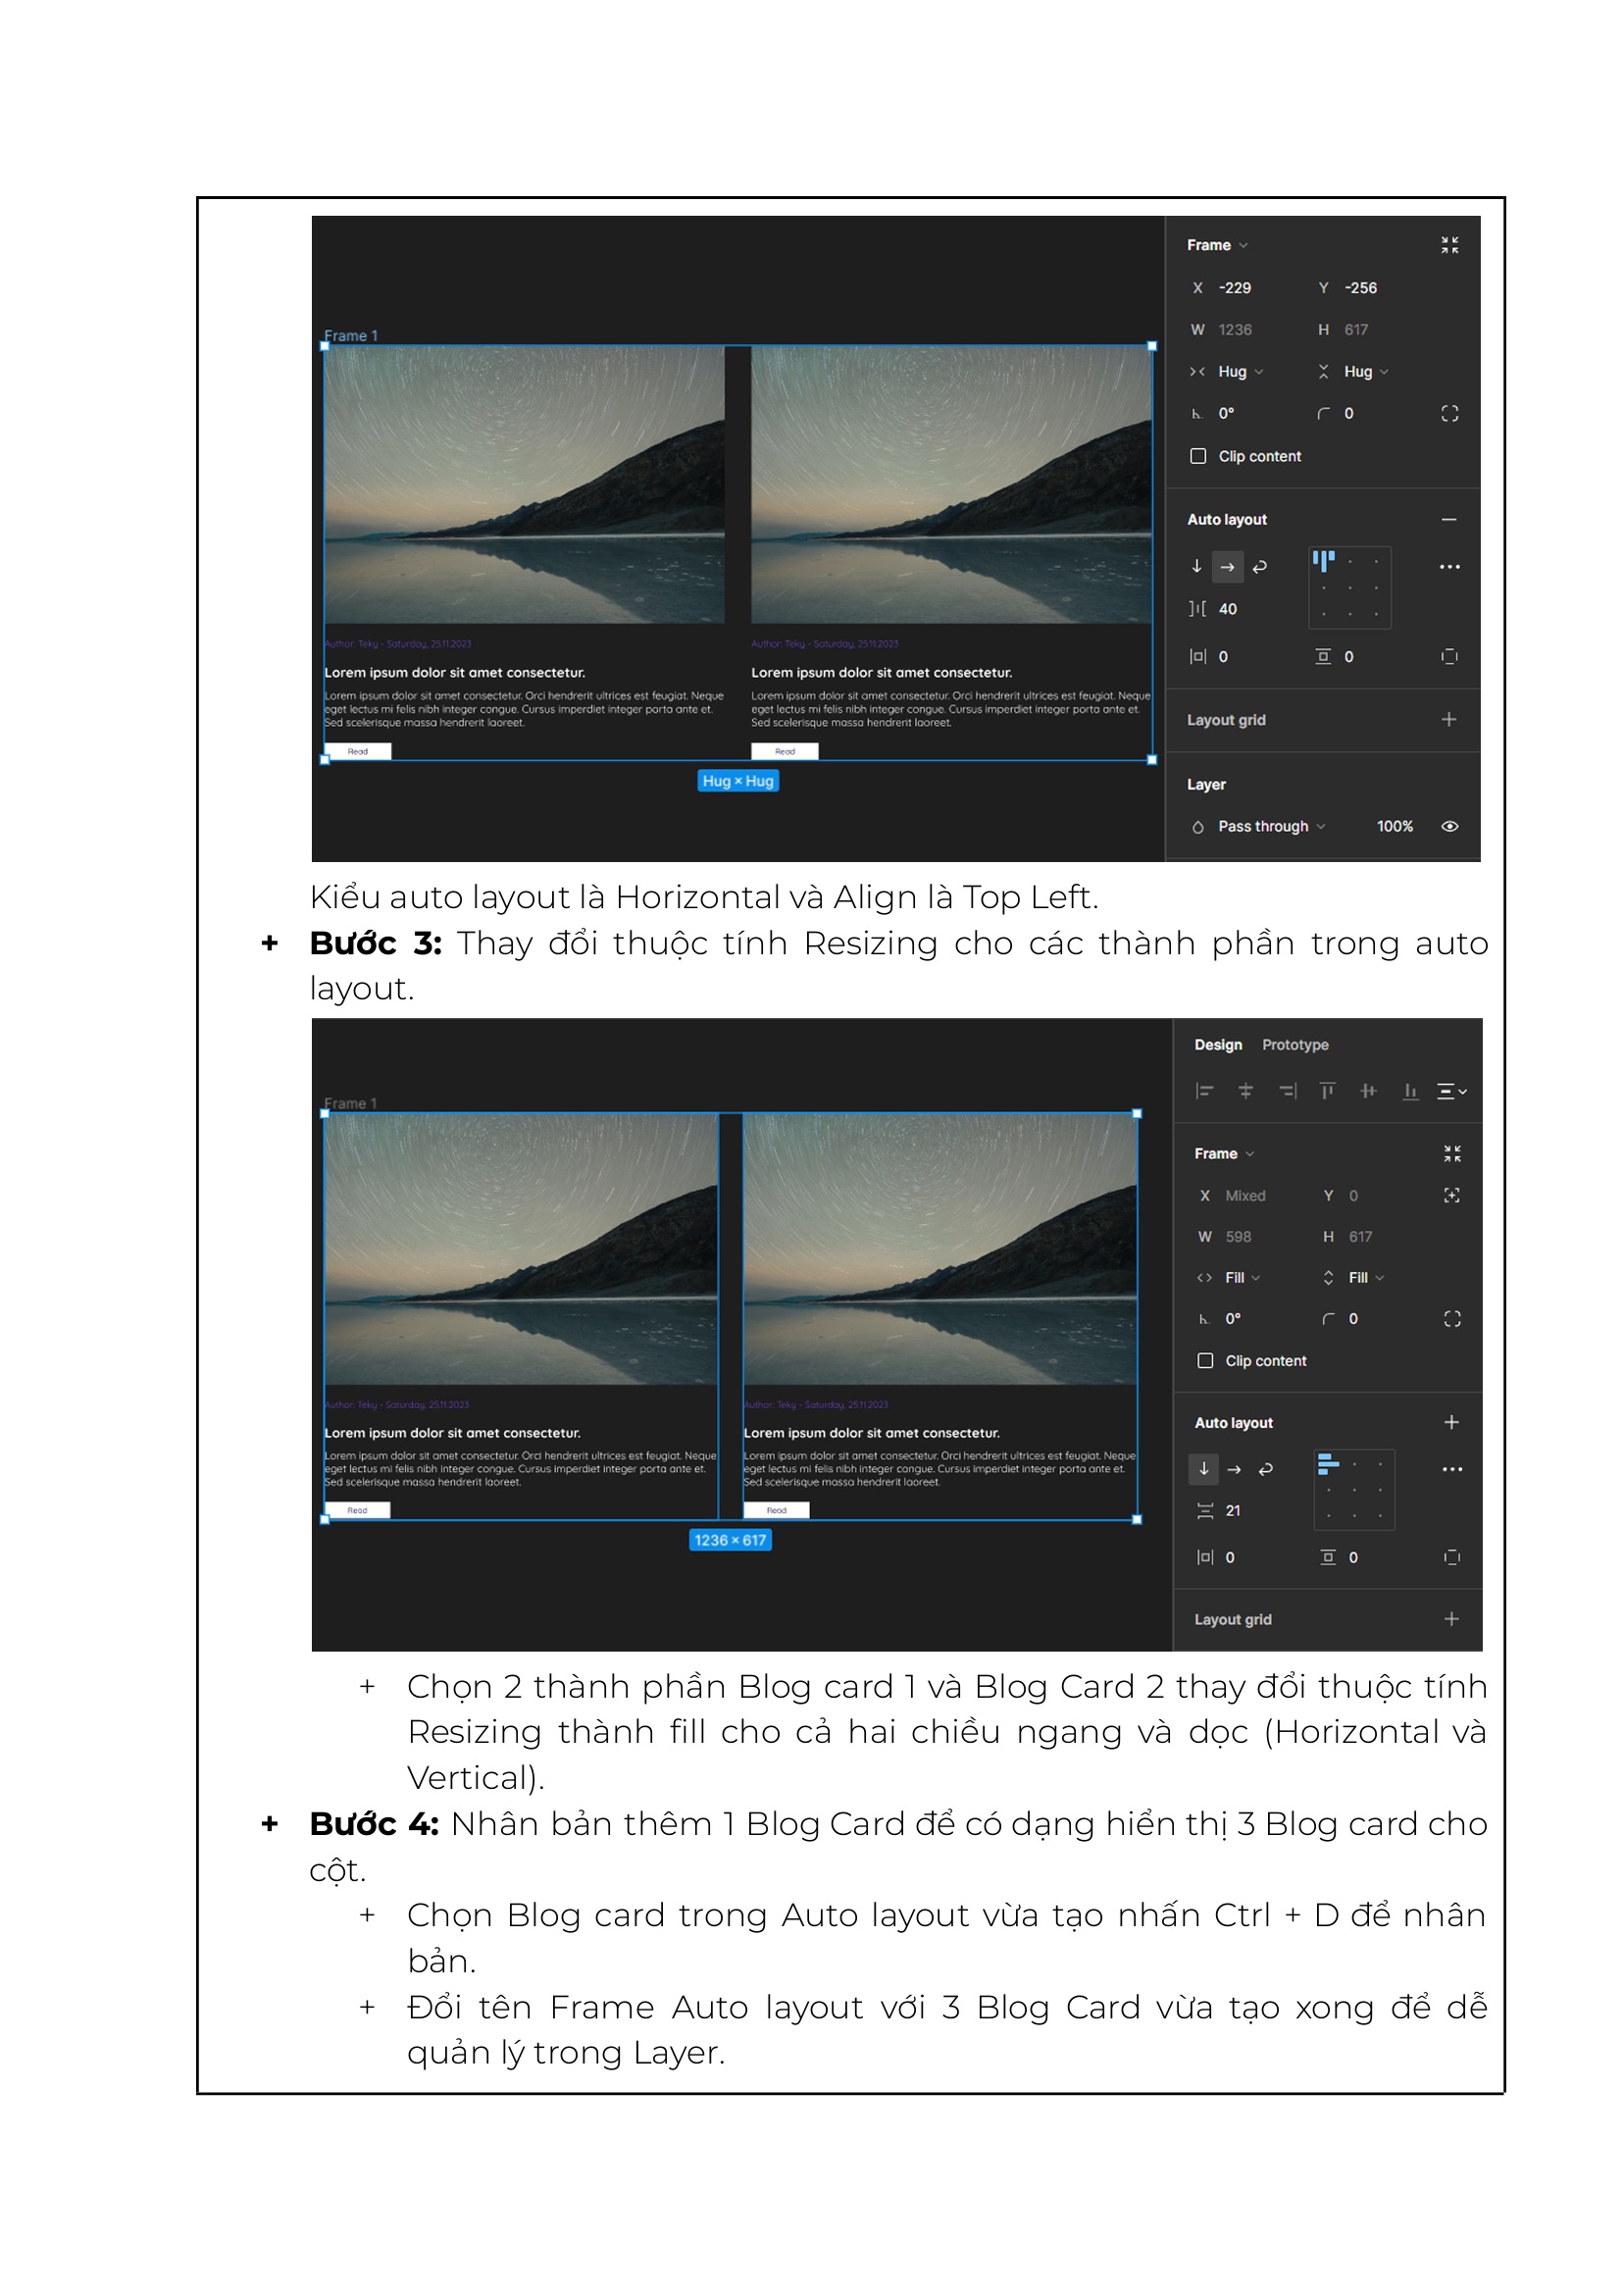 Frame
X -229 Y -256
Frame 1
W 1236 H 617
Hug Hug
0° 0
Clip content
Auto layout
40
Author: Teky - Saturday, 25.11.2023 Author: Teky - Saturday, 25.11.2023
0 0
Lorem ipsum dolor sit amet consectetur. Lorem ipsum dolor sit amet consectetur.
Lorem ipsum dolor sit amet consectetur. Orci hendrerit ultrices est feugiat. Neque Lorem ipsum dolor sit amet consectetur. Orci hendrerit ultrices est feugiat. Neque
eget lectus mi felis nibh integer congue. Cursus imperdiet integer porta ante et. eget lectus mi felis nibh integer congue. Cursus imperdiet integer porta ante et.
Sed scelerisque massa hendrerit laoreet. Sed scelerisque massa hendrerit laoreet.
Layout grid
Read Read
Hug × Hug
Layer
Pass through 100%
Kiểu auto layout là Horizontal và Align là Top Left.
+ Bước 3: Thay đổi thuộc tính Resizing cho các thành phần trong auto
layout.
Design Prototype
Frame 1
Frame
X Mixed Y 0
W 598 H 617
Fill Fill
0° 0
Clip content
Author: Teky - Saturday, 25.11.2023 Author: Teky - Saturday, 25.11.2023
Auto layout
Lorem ipsum dolor sit amet consectetur. Lorem ipsum dolor sit amet consectetur.
Lorem ipsum dolor sit amet consectetur. Orci hendrerit ultrices est feugiat. Neque Lorem ipsum dolor sit amet consectetur. Orci hendrerit ultrices est feugiat. Neque
eget lectus mi felis nibh integer congue. Cursus imperdiet integer porta ante et. eget lectus mi felis nibh integer congue. Cursus imperdiet integer porta ante et.
Sed scelerisque massa hendrerit laoreet. Sed scelerisque massa hendrerit laoreet.
Read Read
21
1236 × 617
0 0
Layout grid
+ Chọn 2 thành phần Blog card 1 và Blog Card 2 thay đổi thuộc tính
Resizing thành fill cho cả hai chiều ngang và dọc (Horizontal và
Vertical).
+ Bước 4: Nhân bản thêm 1 Blog Card để có dạng hiển thị 3 Blog card cho
cột.
+ Chọn Blog card trong Auto layout vừa tạo nhấn Ctrl + D để nhân
bản.
+ Đổi tên Frame Auto layout với 3 Blog Card vừa tạo xong để dễ
quản lý trong Layer.